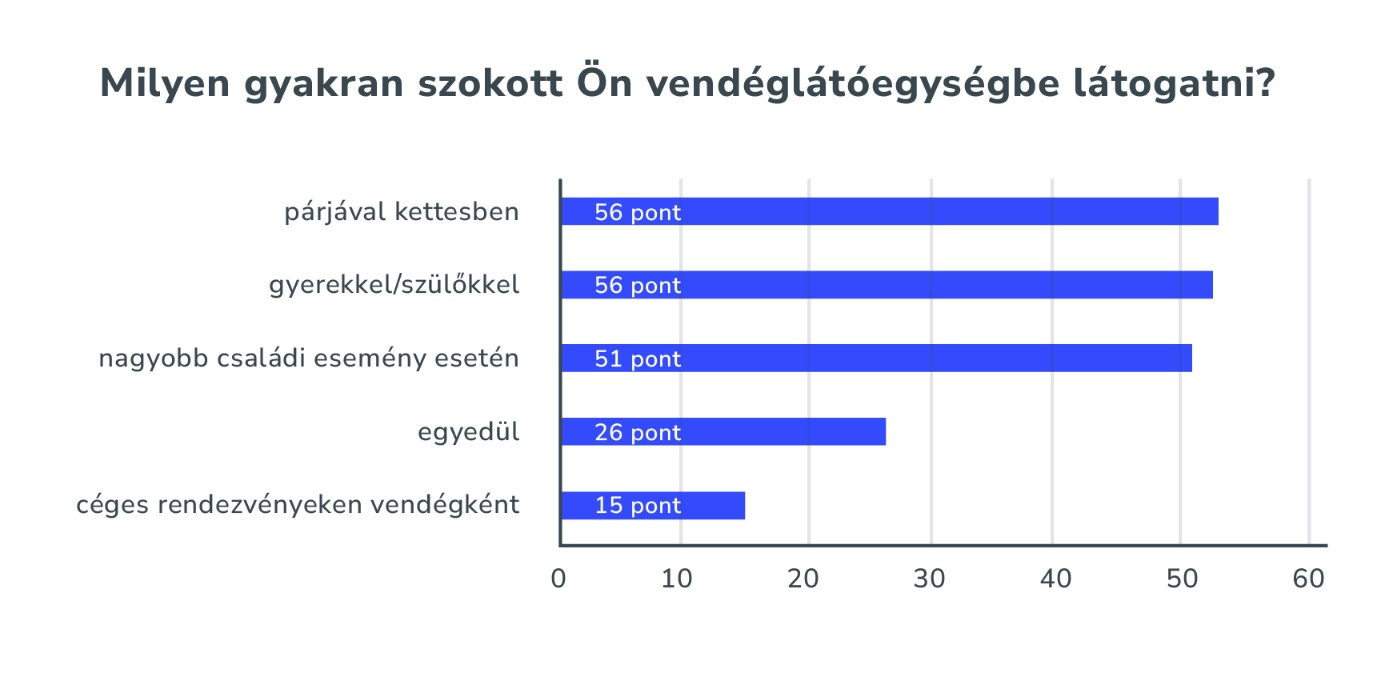 Milyen gyakran szokott Ön vendéglátóegységbe látogatni?
párjával kettesben 56 pont
gyerekkel/szülőkkel 56 pont
nagyobb családi esemény esetén 51 pont
egyedül 26 pont
céges rendezvényeken vendégként 15 pont
0 10 20 30 40 50 60